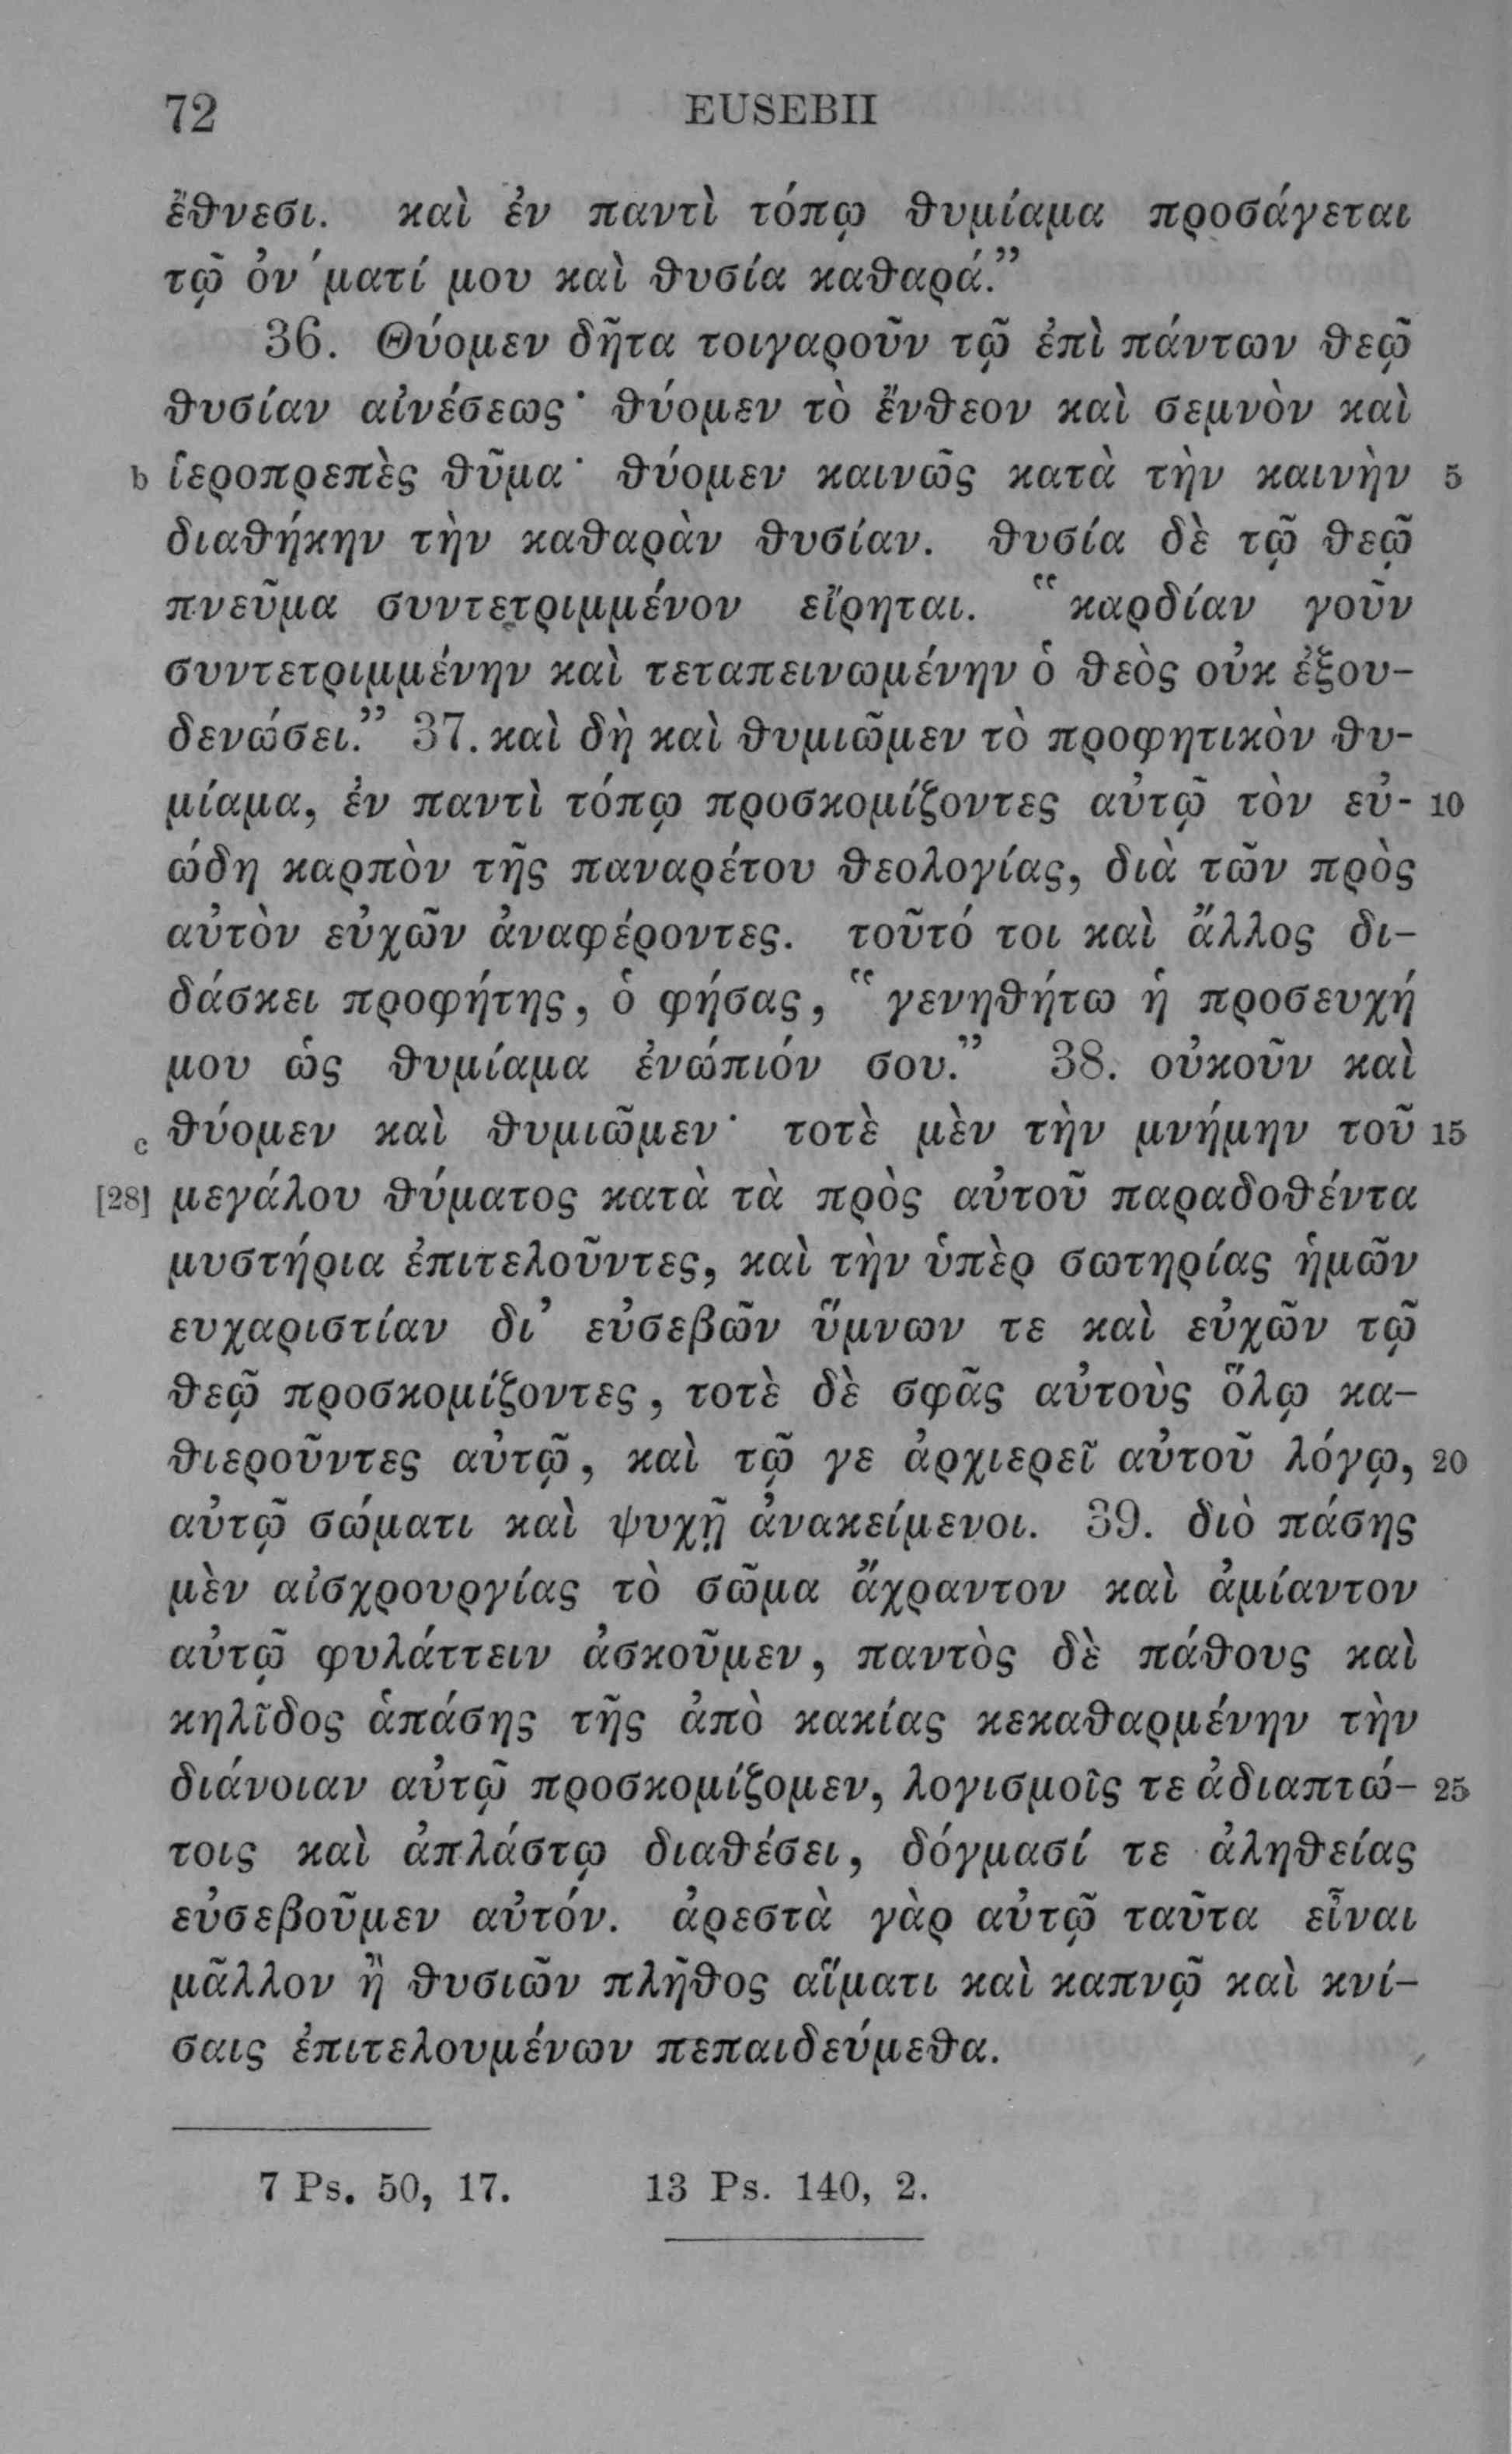 72 EUSEBII
ἔθνεσι. καὶ ἐν παντὶ τόπῳ θυμίαμα προσάγεται
τῷ ὀν΄ματί μου καὶ θυσία καθαρά.”
36. Θύομεν δῆτα τοιγαροῦν τῷ ἐπὶ πάντων θεῷ
θυσίαν αἰνέσεως· θύομεν τὸ ἔνθεον καὶ σεμνὸν καὶ
b ἱεροπρεπὲς θῦμα· θύομεν καινῶς κατὰ τὴν καινὴν 5
διαθήκην τὴν καθαρὰν θυσίαν. θυσία δὲ τῷ θεῷ
πνεῦμα συντετριμμένον εἴρηται. “καρδίαν γοῦν
συντετριμμένην καὶ τεταπεινωμένην ὁ θεὸς οὐκ ἐξου-
δενώσει.” 37. καὶ δὴ καὶ θυμιῶμεν τὸ προφητικὸν θυ-
μίαμα, ἐν παντὶ τόπῳ προσκομίζοντες αὐτῷ τὸν εὐ- 10
ώδη καρπὸν τῆς παναρέτου θεολογίας, διὰ τῶν πρὸς
αὐτὸν εὐχῶν ἀναφέροντες. τοῦτό τοι καὶ ἄλλος δι-
δάσκει προφήτης, ὁ φήσας, “γενηθήτω ἡ προσευχή
μου ὡς θυμίαμα ἐνώπιόν σου.” 38. οὐκοῦν καὶ
c θύομεν καὶ θυμιῶμεν· τοτὲ μὲν τὴν μνήμην τοῦ 15
[28] μεγάλου θύματος κατὰ τὰ πρὸς αὐτοῦ παραδοθέντα
μυστήρια ἐπιτελοῦντες, καὶ τὴν ὑπὲρ σωτηρίας ἡμῶν
ευχαριστίαν δι’ εὐσεβῶν ὕμνων τε καὶ εὐχῶν τῷ
θεῷ προσκομίζοντες, τοτὲ δὲ σφᾶς αὐτοὺς ὅλῳ κα-
θιεροῦντες αὐτῷ, καὶ τῷ γε ἀρχιερεῖ αὐτοῦ λόγῳ, 20
αὐτῷ σώματι καὶ ψυχῇ ἀνακείμενοι. 39. διὸ πάσης
μὲν αἰσχρουργίας τὸ σῶμα ἄχραντον καὶ ἀμίαντον
αὐτῷ φυλάττειν ἀσκοῦμεν, παντὸς δὲ πάθους καὶ
κηλῖδος ἁπάσης τῆς ἀπὸ κακίας κεκαθαρμένην τὴν
διάνοιαν αὐτῷ προσκομίζομεν, λογισμοῖς τε ἀδιαπτώ- 25
τοις καὶ ἀπλάστῳ διαθέσει, δόγμασί τε ἀληθείας
εὐσεβοῦμεν αὐτόν. ἀρεστὰ γὰρ αὐτῷ ταῦτα εἶναι
μᾶλλον ἢ θυσιῶν πλῆθος αἵματι καὶ καπνῷ καὶ κνί-
σαις ἐπιτελουμένων πεπαιδεύμεθα.
7 Ps. 50, 17. 13 Ps. 140, 2.